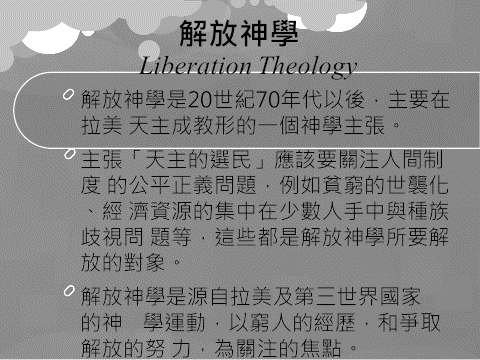 解放神學
Liberation Theology
解放神學是20世紀70年代以後，主要在
拉美 天主成教形的一個神學主張。
主張「天主的選民」應該要關注人間制
度 的公平正義問題，例如貧窮的世襲化
、經 濟資源的集中在少數人手中與種族
歧視問 題等，這些都是解放神學所要解
放的對象。
解放神學是源自拉美及第三世界國家
的神　學運動，以窮人的經歷，和爭取
解放的努 力，為關注的焦點。